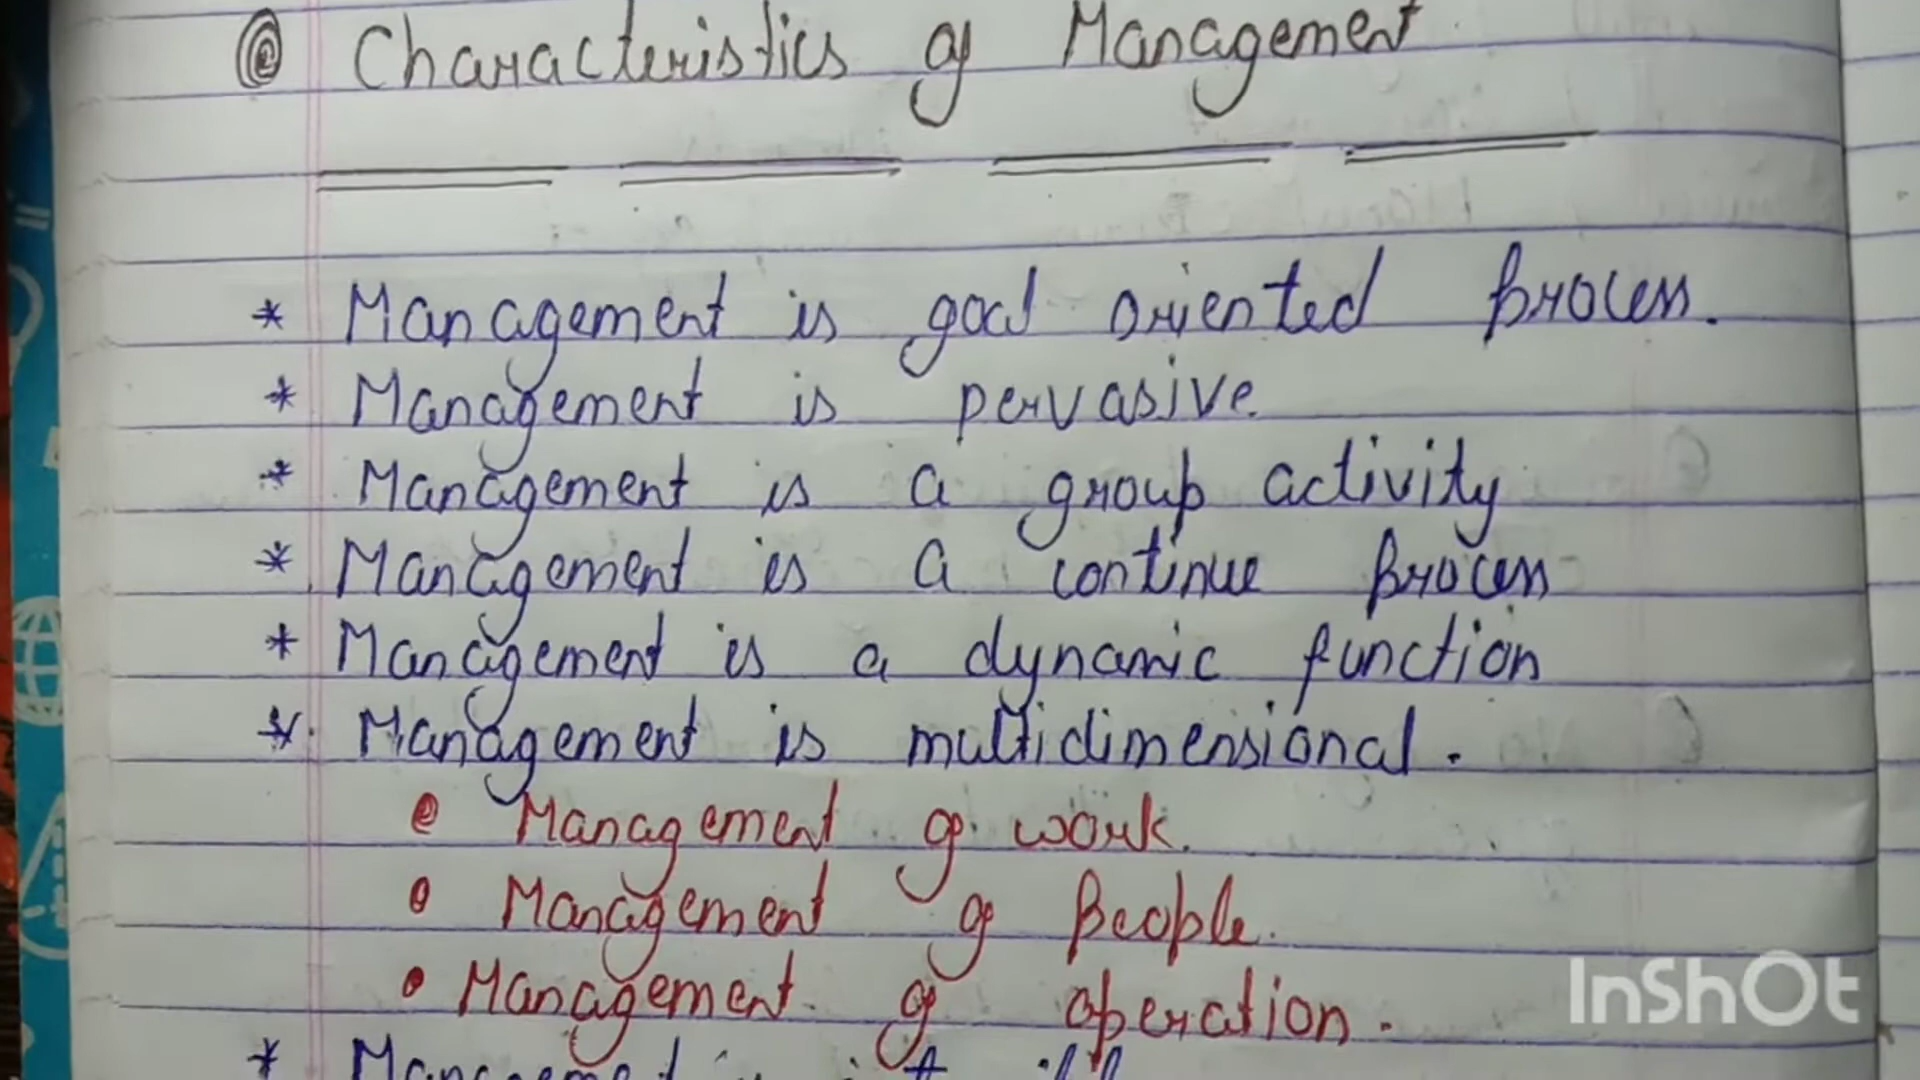 @ Characteristics of Management
* Management is goal oriented process.
* Management is pervasive.
* Management is a group activity
* Management is a continue process
* Management is a dynamic function
* Management is multidimensional.
• Management of work.
• Management of People.
• Management of operation.
* Management
InShOt